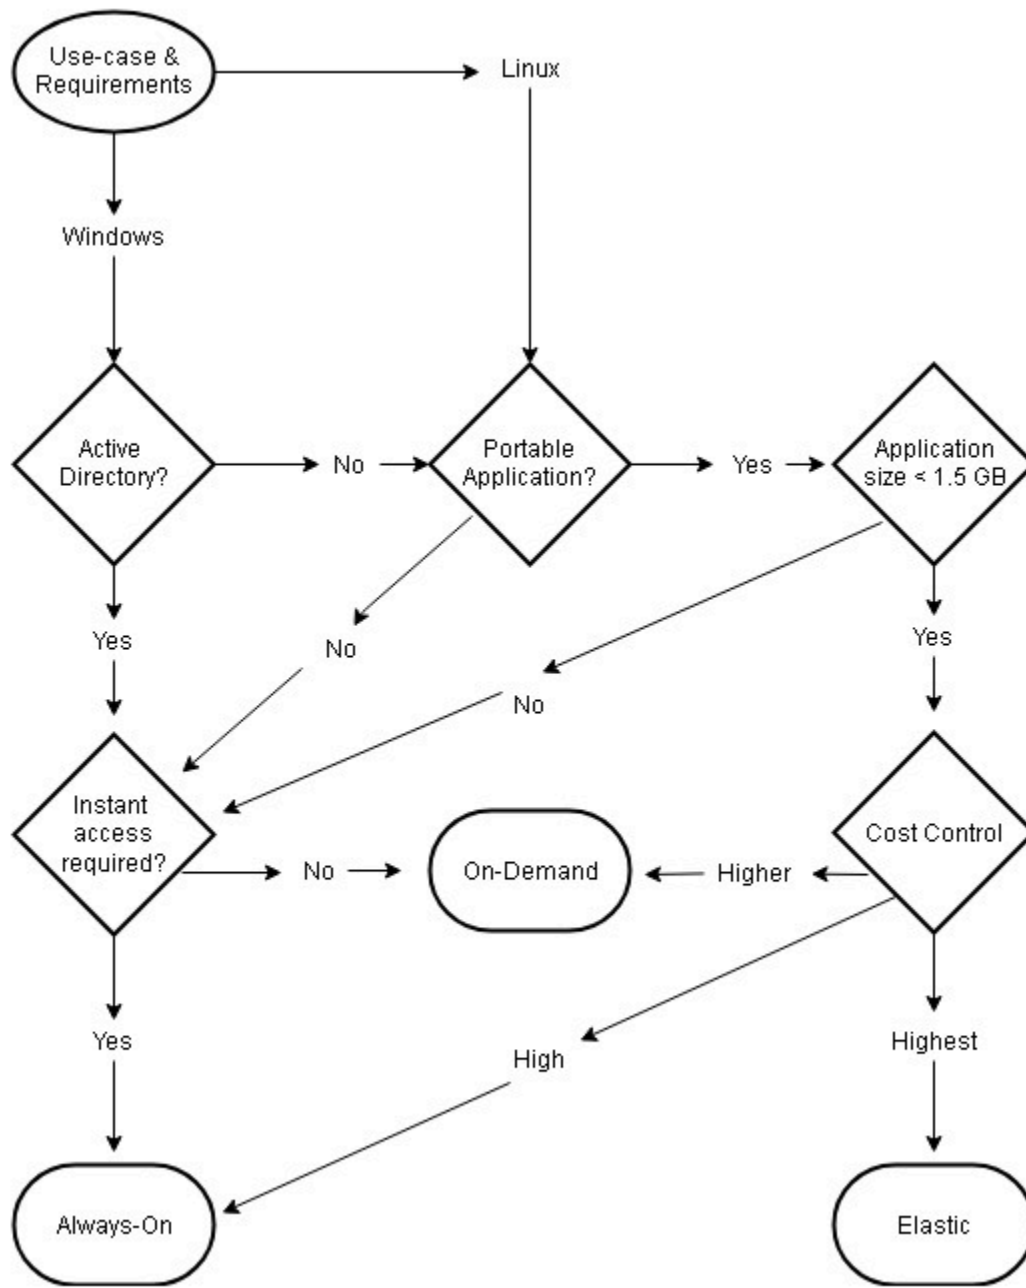 Use-case &
Requirements
Linux
Windows
Active
Directory?
No
Portable
Application?
Yes
Application
size < 1.5 GB
Yes
No
No
Yes
Instant
access
required?
No
On-Demand
Higher
Cost Control
Yes
High
Highest
Always-On
Elastic